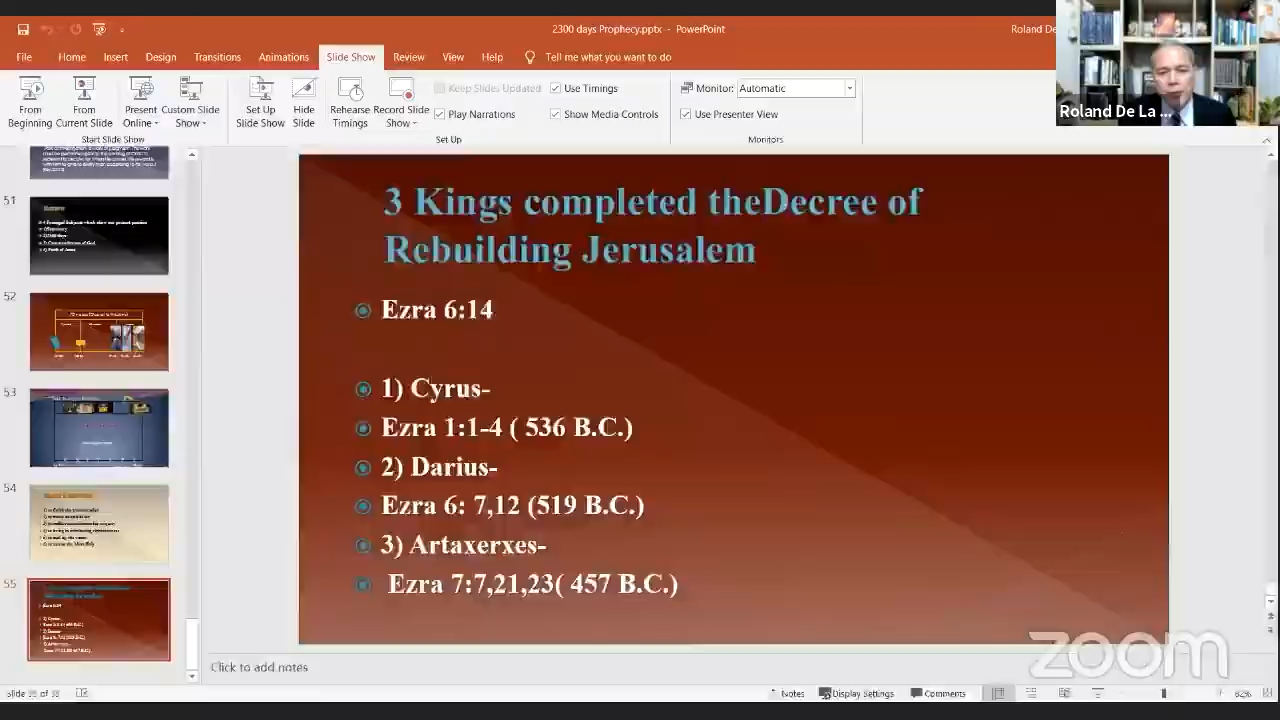 2300 days Prophecy.pptx - PowerPoint
Roland De
File Home Insert Design Transitions Animations Slide Show Review View Help Tell me what you want to do
From Beginning
From Current Slide
Present Online
Custom Slide Show
Set Up Slide Show
Hide Slide
Rehearse Timings
Record Slide Show
Keep Slides Updated
Play Narrations
Use Timings
Show Media Controls
Monitor: Automatic
Use Presenter View
Start Slide Show
Set Up
Monitors
Roland De La ...
51
52
53
54
55
3 Kings completed theDecree of
Rebuilding Jerusalem
Ezra 6:14
1) Cyrus-
Ezra 1:1-4 ( 536 B.C.)
2) Darius-
Ezra 6: 7,12 (519 B.C.)
3) Artaxerxes-
Ezra 7:7,21,23( 457 B.C.)
zoom
Click to add notes
Notes Display Settings Comments